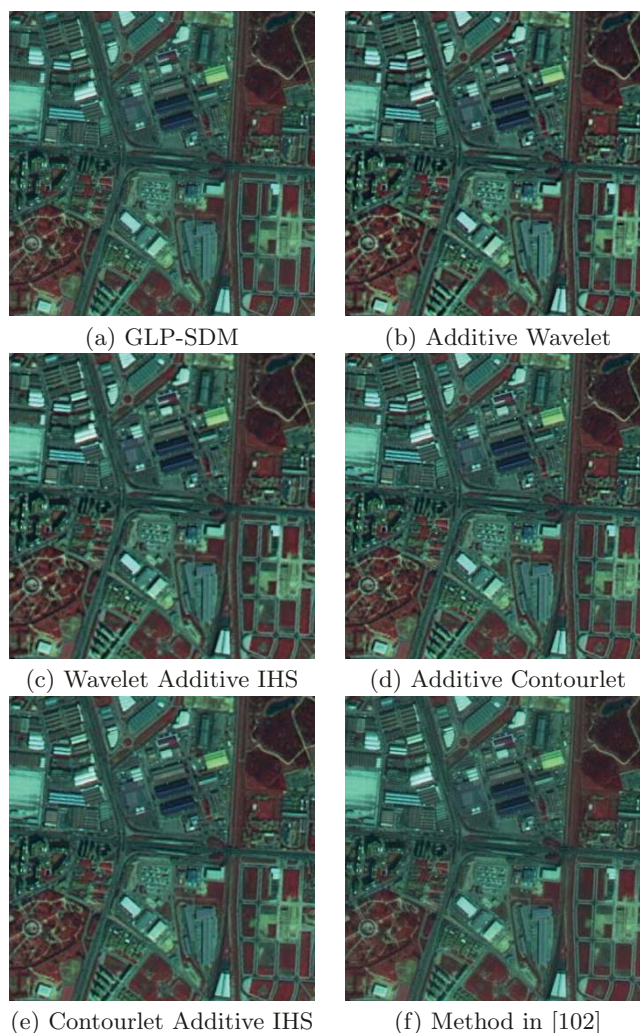 (a) GLP-SDM
(b) Additive Wavelet
(c) Wavelet Additive IHS
(d) Additive Contourlet
(e) Contourlet Additive IHS
(f) Method in [102]